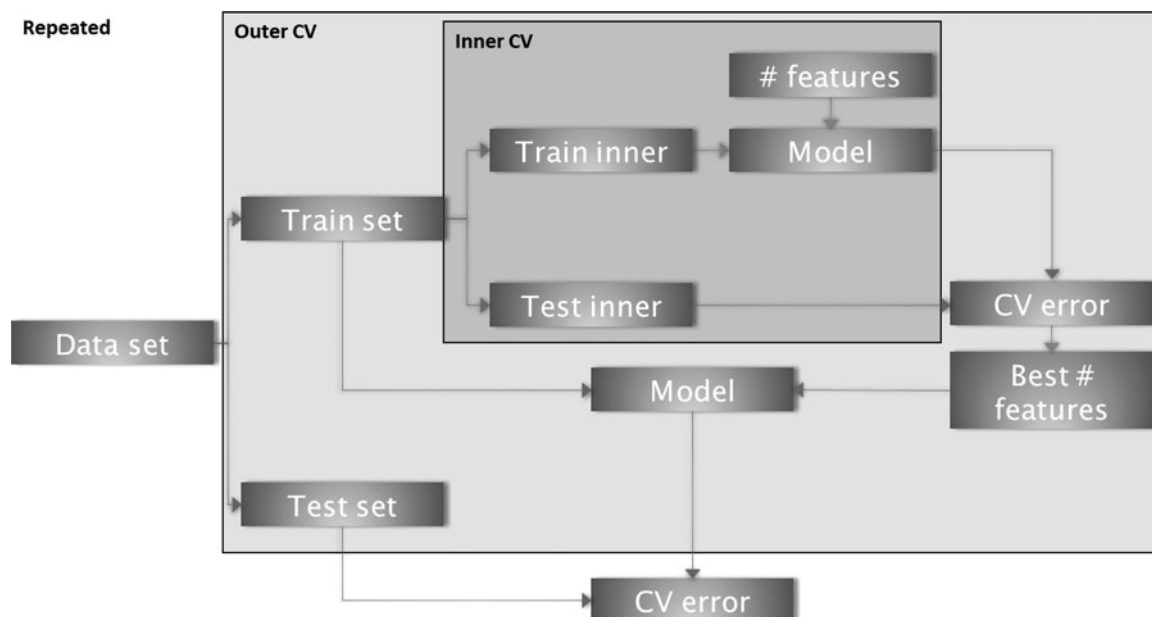 Repeated
Outer CV
Inner CV
# features
Train inner
Model
Train set
Test inner
CV error
Data set
Model
Best #
features
Test set
CV error